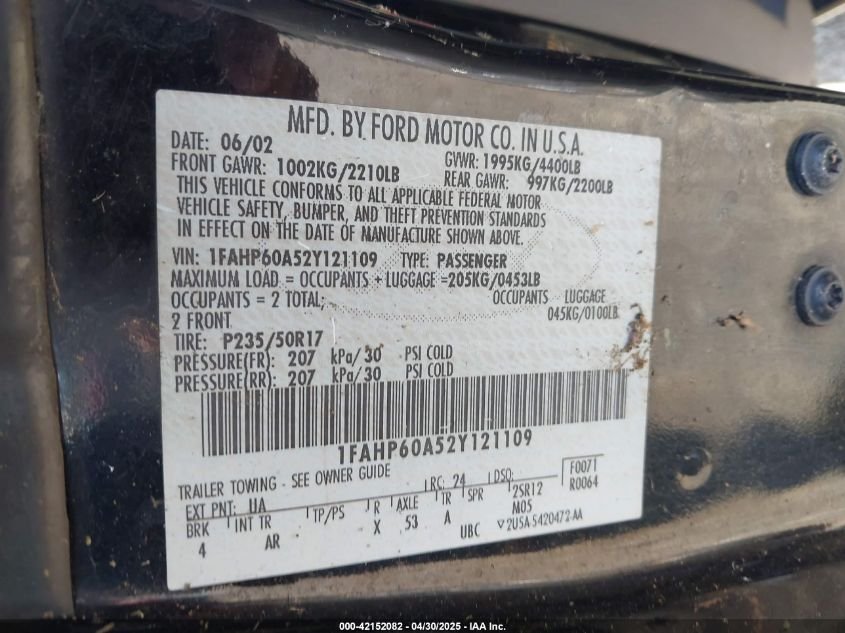 MFD. BY FORD MOTOR CO. IN U.S.A.
DATE: 06/02 GVWR: 1995KG/4400LB
FRONT GAWR: 1002KG/2210LB REAR GAWR: 997KG/2200LB
THIS VEHICLE CONFORMS TO ALL APPLICABLE FEDERAL MOTOR
VEHICLE SAFETY, BUMPER, AND THEFT PREVENTION STANDARDS
IN EFFECT ON THE DATE OF MANUFACTURE SHOWN ABOVE.
VIN: 1FAHP60A52Y121109 TYPE: PASSENGER
MAXIMUM LOAD = OCCUPANTS + LUGGAGE =205KG/0453LB
OCCUPANTS = 2 TOTAL; OCCUPANTS LUGGAGE
2 FRONT 045KG/0100LB
TIRE: P235/50R17
PRESSURE(FR): 207 kPa/30 PSI COLD
PRESSURE(RR): 207 kPa/30 PSI COLD
1FAHP60A52Y121109
TRAILER TOWING - SEE OWNER GUIDE
EXT PNT: UA RC: 24 DSO: F0071
BRK INT TR TP/PS R AXLE TR SPR 2SR12 R0064
4 AR X 53 A M05
UBC V2U5A-5420472-AA
000-42152082 - 04/30/2025 - IAA Inc.